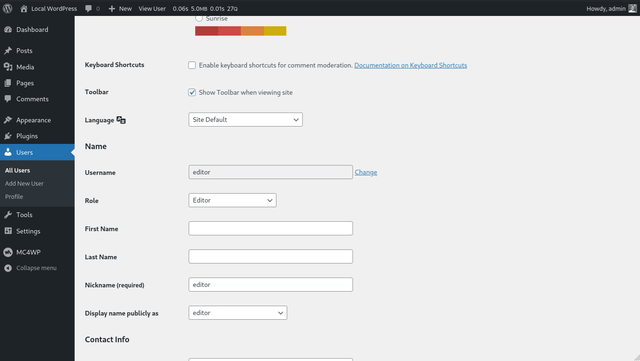 Local WordPress
0
New
View User
0.06s 5.0MB 0.01s 27Q
Howdy, admin
Dashboard
Posts
Media
Pages
Comments
Appearance
Plugins
Users
All Users
Add New User
Profile
Tools
Settings
MC4WP
Collapse menu
Sunrise
Keyboard Shortcuts
Enable keyboard shortcuts for comment moderation. Documentation on Keyboard Shortcuts
Toolbar
Show Toolbar when viewing site
Language
Site Default
Name
Username
editor
Change
Role
Editor
First Name
Last Name
Nickname (required)
editor
Display name publicly as
editor
Contact Info